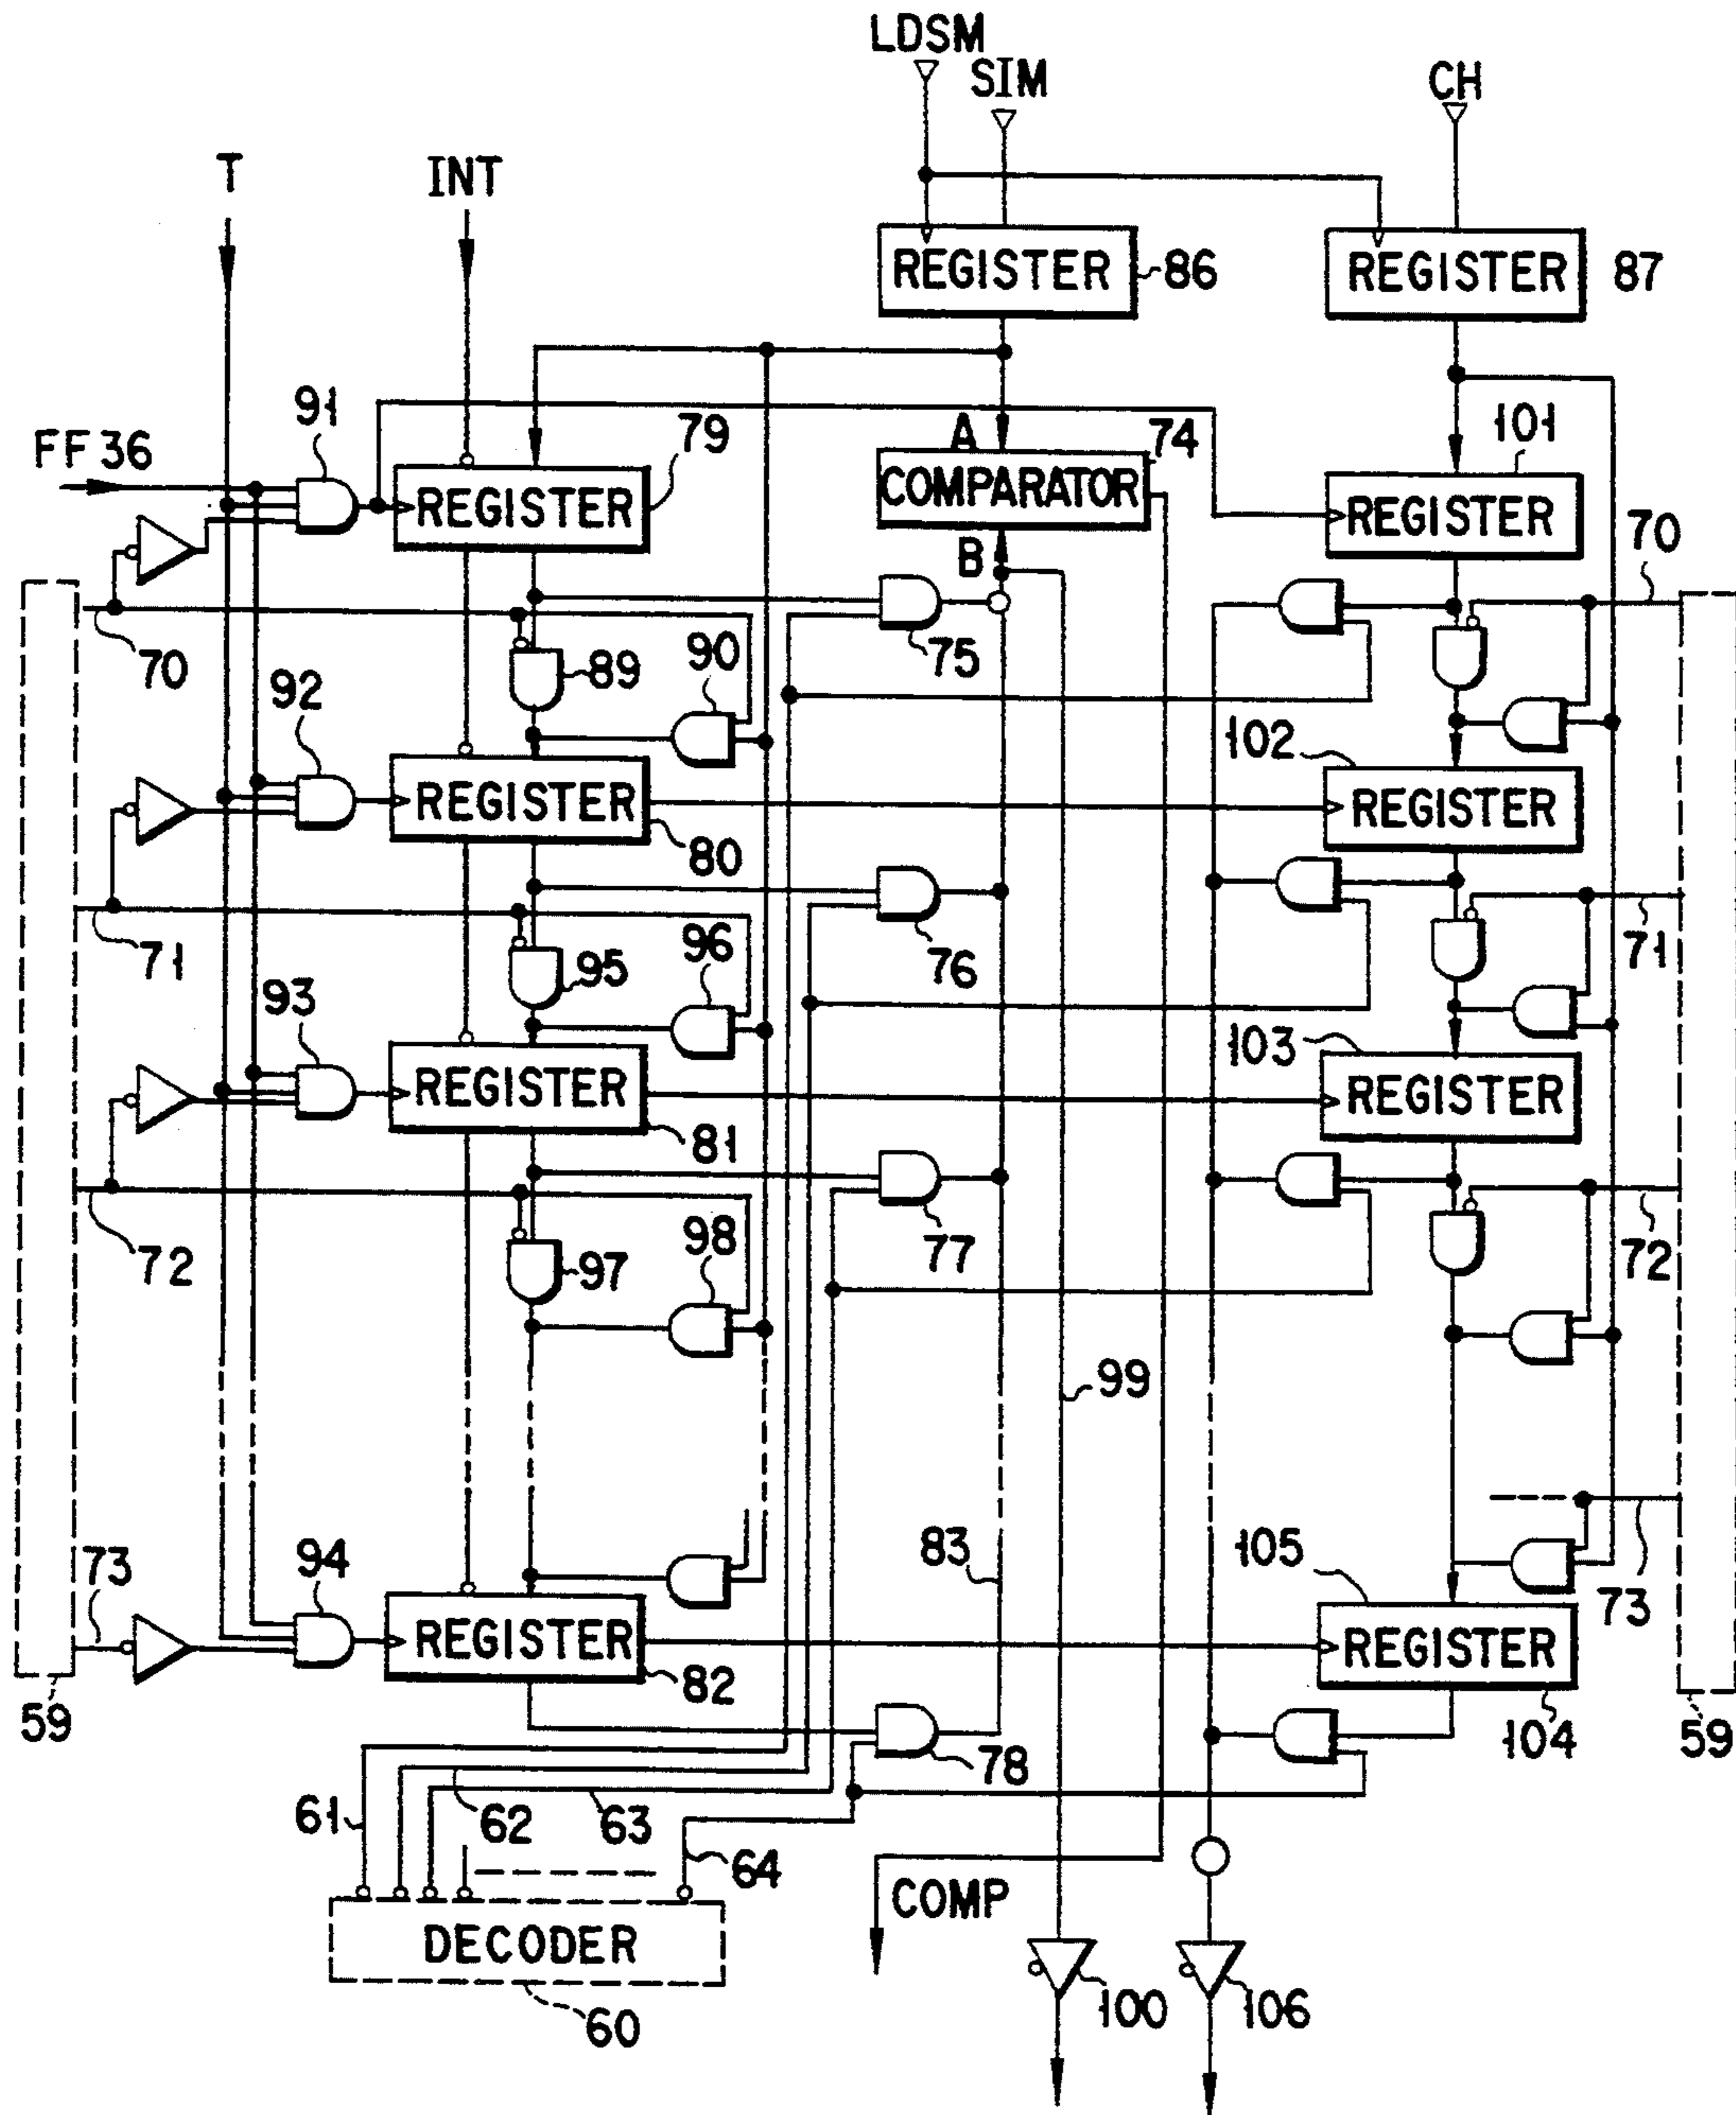 LDSM
SIM
CH
T
INT
REGISTER
86
REGISTER
87
91
79
A
74
101
FF36
REGISTER
COMPARATOR
REGISTER
70
B
70
75
89
90
92
102
REGISTER
80
REGISTER
71
76
71
95
96
93
103
REGISTER
81
REGISTER
72
77
72
97
98
99
94
83
105
73
73
REGISTER
82
REGISTER
59
78
104
59
61
62
63
64
COMP
DECODER
60
100
106